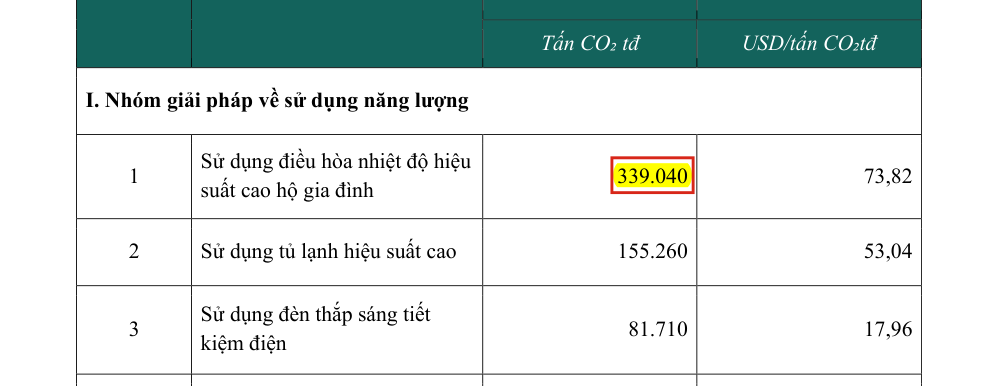 Tấn CO₂ tđ
USD/tấn CO₂tđ
I. Nhóm giải pháp về sử dụng năng lượng
1
Sử dụng điều hòa nhiệt độ hiệu
suất cao hộ gia đình
339.040
73,82
2
Sử dụng tủ lạnh hiệu suất cao
155.260
53,04
3
Sử dụng đèn thắp sáng tiết
kiệm điện
81.710
17,96